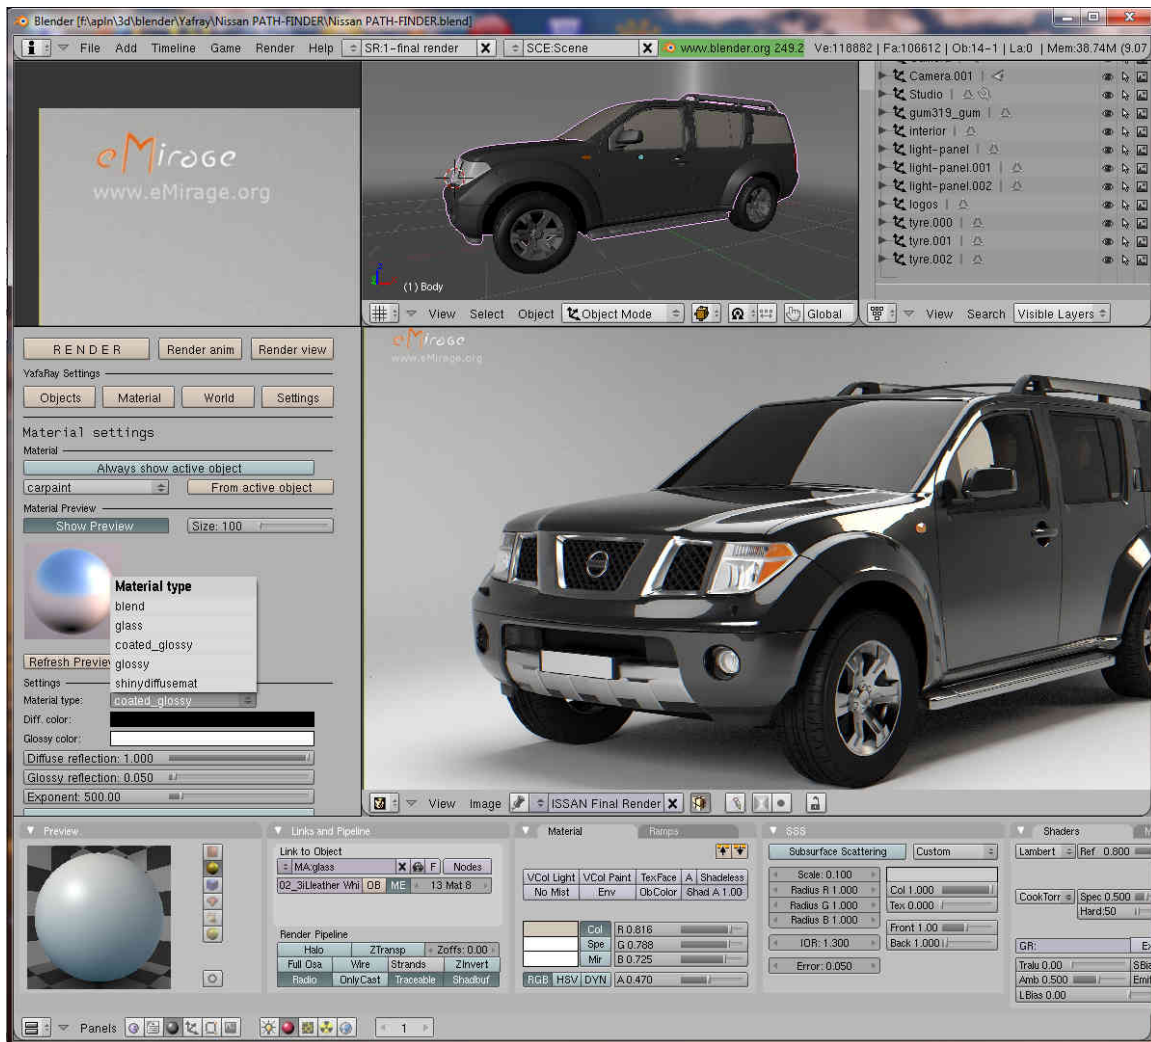 Blender [f:\apln\3d\blender\Yafray\Nissan PATH-FINDER\Nissan PATH-FINDER.blend]
File Add Timeline Game Render Help SR:1-final render X SCE:Scene X www.blender.org 249.2 Ve:118882 | Fa:106612 | Ob:14-1 | La:0 | Mem:38.74M (9.07
eMirage
www.eMirage.org
(1) Body
View Select Object Object Mode Global
Camera.001
Studio
gum319_gum
interior
light-panel
light-panel.001
light-panel.002
logos
tyre.000
tyre.001
tyre.002
View Search Visible Layers
RENDER Render anim Render view
YafaRay Settings
Objects Material World Settings
Material settings
Material
Always show active object
carpaint From active object
Material Preview
Show Preview Size: 100
Material type
blend
glass
coated_glossy
glossy
shinydiffusemat
Refresh Preview
Settings
Material type: coated_glossy
Diff. color:
Glossy color:
Diffuse reflection: 1.000
Glossy reflection: 0.050
Exponent: 500.00
eMirage
www.eMirage.org
View Image ISSAN Final Render X
Preview
Links and Pipeline
Link to Object
MA:glass X F Nodes
02_3iLleather Whi OB ME 13 Mat 8
Render Pipeline
Halo ZTransp Zoffs: 0.00
Full Osa Wire Strands ZInvert
Radio OnlyCast Traceable Shadbuf
Material Ramps
VCol Light VCol Paint TexFace A Shadeless
No Mist Env ObColor Shad A 1.00
Col R 0.816
Spe G 0.788
Mir B 0.725
RGB HSV DYN A 0.470
SSS
Subsurface Scattering Custom
Scale: 0.100
Radius R 1.000 Col 1.000
Radius G 1.000 Tex 0.000
Radius B 1.000 Front 1.00
IOR: 1.300 Back 1.000
Error: 0.050
Shaders M
Lambert Ref 0.800
CookTorr Spec 0.500
Hard:50
GR: Ex
Tralu 0.00 SBia
Amb 0.500 Emit
LBias 0.00
Panels 1